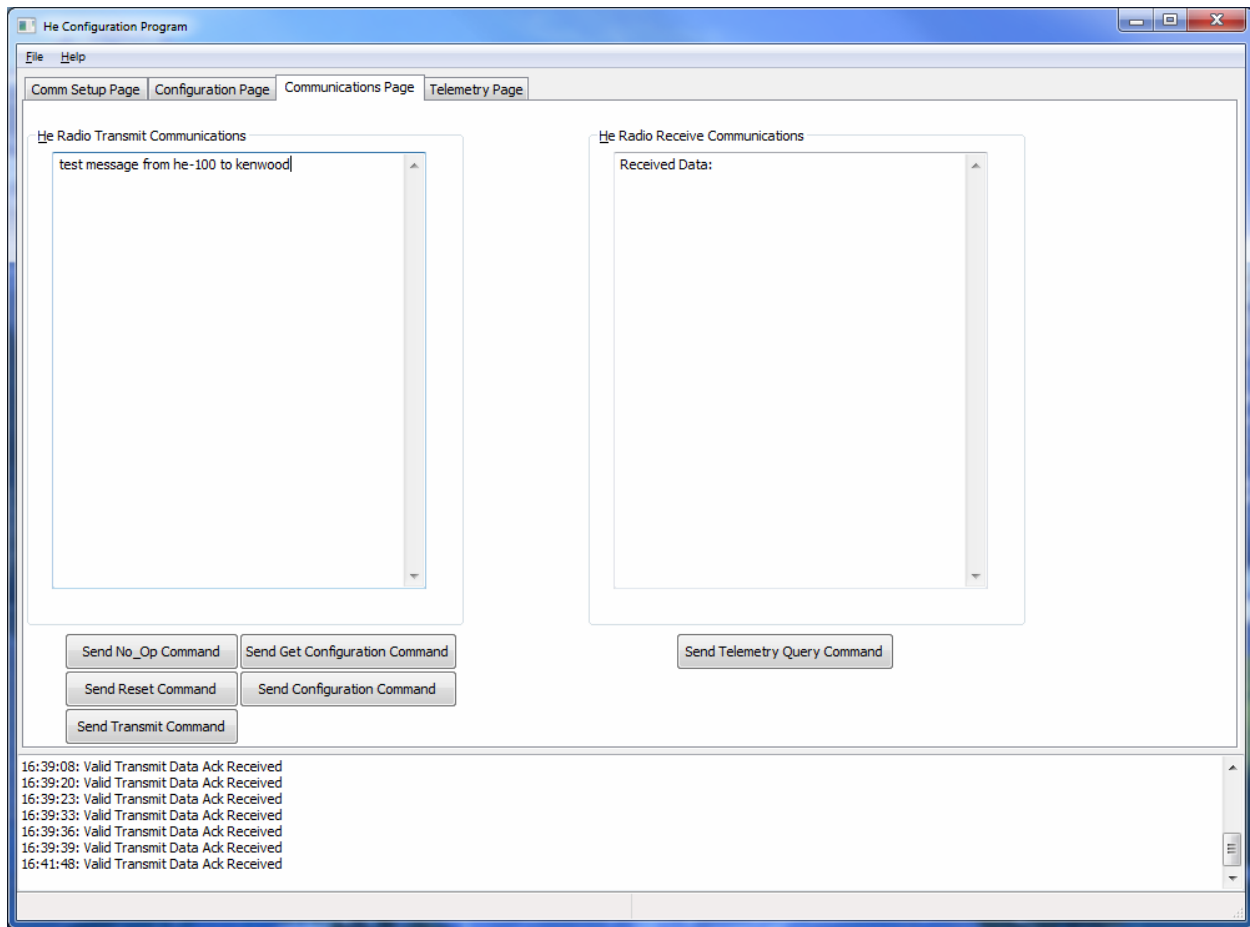 He Configuration Program
File Help
Comm Setup Page Configuration Page Communications Page Telemetry Page
He Radio Transmit Communications
test message from he-100 to kenwood
He Radio Receive Communications
Received Data:
Send No_Op Command Send Get Configuration Command
Send Reset Command Send Configuration Command
Send Transmit Command
Send Telemetry Query Command
16:39:08: Valid Transmit Data Ack Received
16:39:20: Valid Transmit Data Ack Received
16:39:23: Valid Transmit Data Ack Received
16:39:33: Valid Transmit Data Ack Received
16:39:36: Valid Transmit Data Ack Received
16:39:39: Valid Transmit Data Ack Received
16:41:48: Valid Transmit Data Ack Received